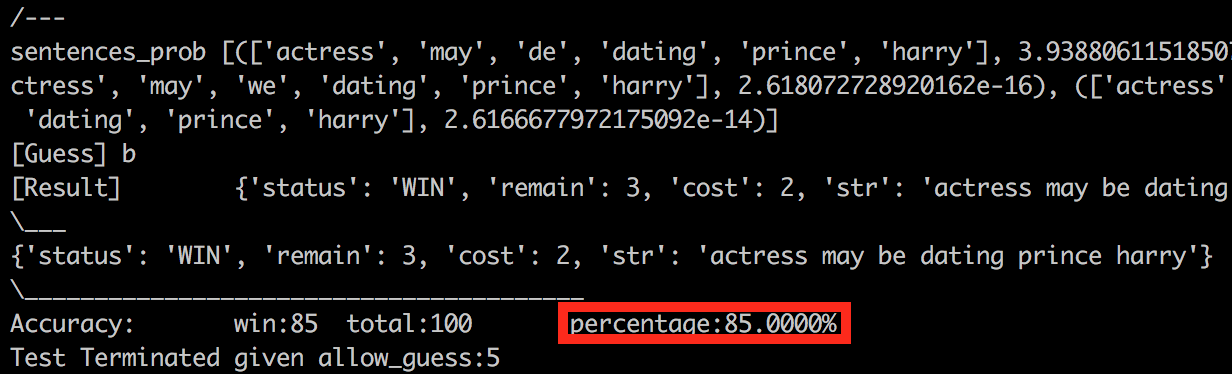 /---
sentences_prob [(['actress', 'may', 'de', 'dating', 'prince', 'harry'], 3.9388061151850
ctress', 'may', 'we', 'dating', 'prince', 'harry'], 2.618072728920162e-16), (['actress'
'dating', 'prince', 'harry'], 2.6166677972175092e-14)]
[Guess] b
[Result] {'status': 'WIN', 'remain': 3, 'cost': 2, 'str': 'actress may be dating
\___
{'status': 'WIN', 'remain': 3, 'cost': 2, 'str': 'actress may be dating prince harry'}
\________________________________________
Accuracy: win:85 total:100 percentage:85.0000%
Test Terminated given allow_guess:5